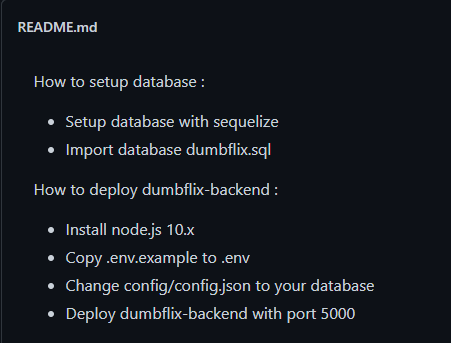 README.md
How to setup database :
• Setup database with sequelize
• Import database dumbflix.sql
How to deploy dumbflix-backend :
• Install node.js 10.x
• Copy .env.example to .env
• Change config/config.json to your database
• Deploy dumbflix-backend with port 5000